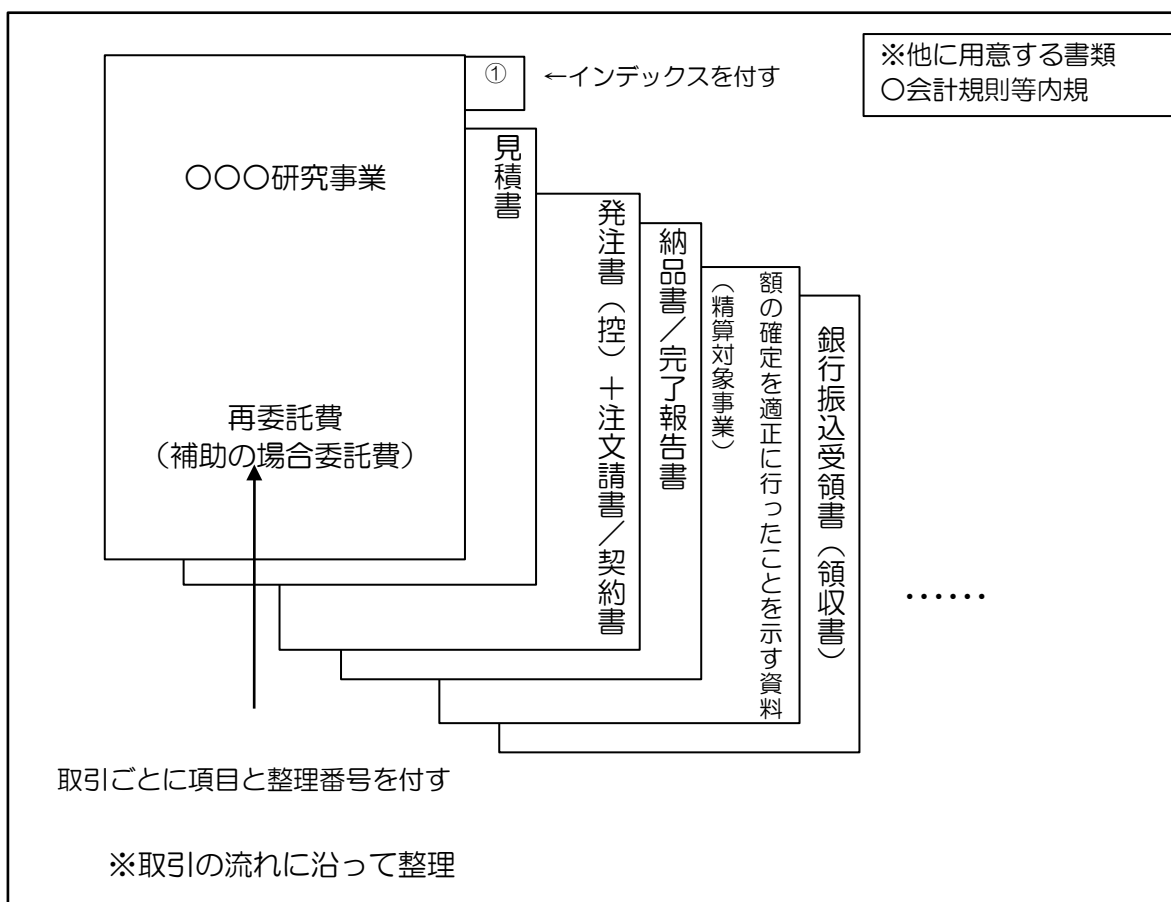 ※他に用意する書類
○会計規則等内規
①
←インデックスを付す
○○○研究事業
再委託費
（補助の場合委託費）
見積書
発注書（控）＋注文請書／契約書
納品書／完了報告書
額の確定を適正に行ったことを示す資料
（精算対象事業）
銀行振込受領書（領収書）
……
取引ごとに項目と整理番号を付す
※取引の流れに沿って整理